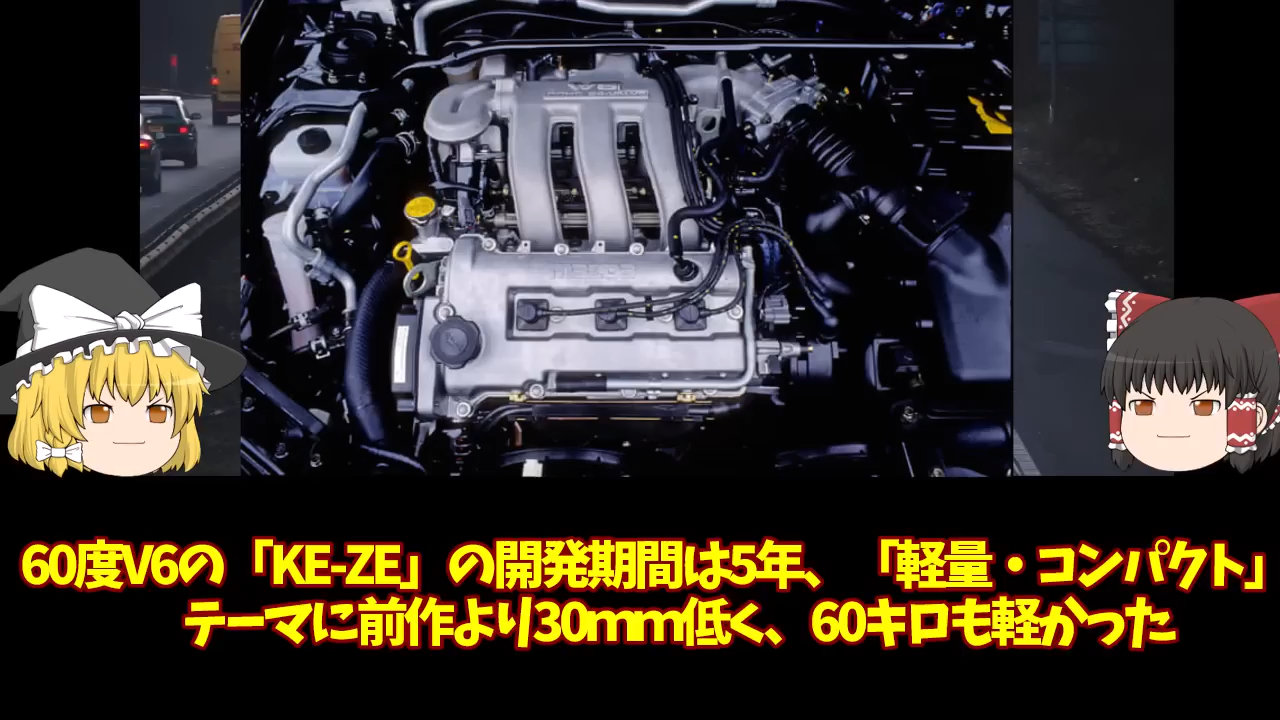 V6
mazda
60度V6の「KE-ZE」の開発期間は5年、「軽量・コンパクト」
テーマに前作より30mm低く、60キロも軽かった